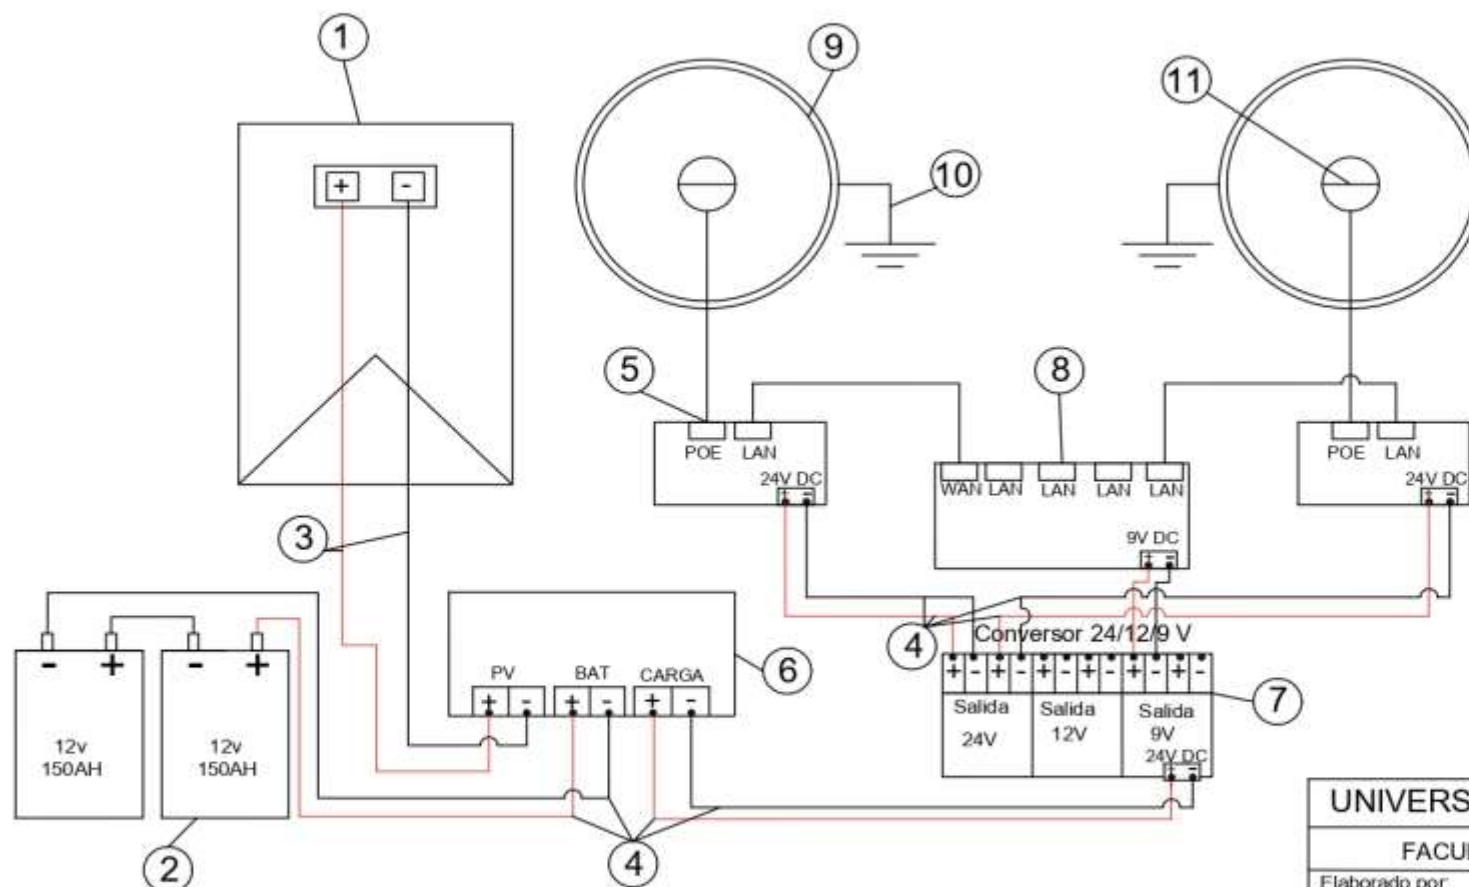 1
9
11
10
+ -
5
8
POE LAN
24V DC
+ -
WAN LAN LAN LAN LAN
9V DC
+ -
POE LAN
24V DC
+ -
3
4
Conversor 24/12/9 V
+ - + - + - + - + - + -
Salida
24V
Salida
12V
Salida
9V
24V DC
+ -
7
6
PV BAT CARGA
+ - + - + -
- +
12v
150AH
- +
12v
150AH
2
4
UNIVERS
FACUL
Elaborado por